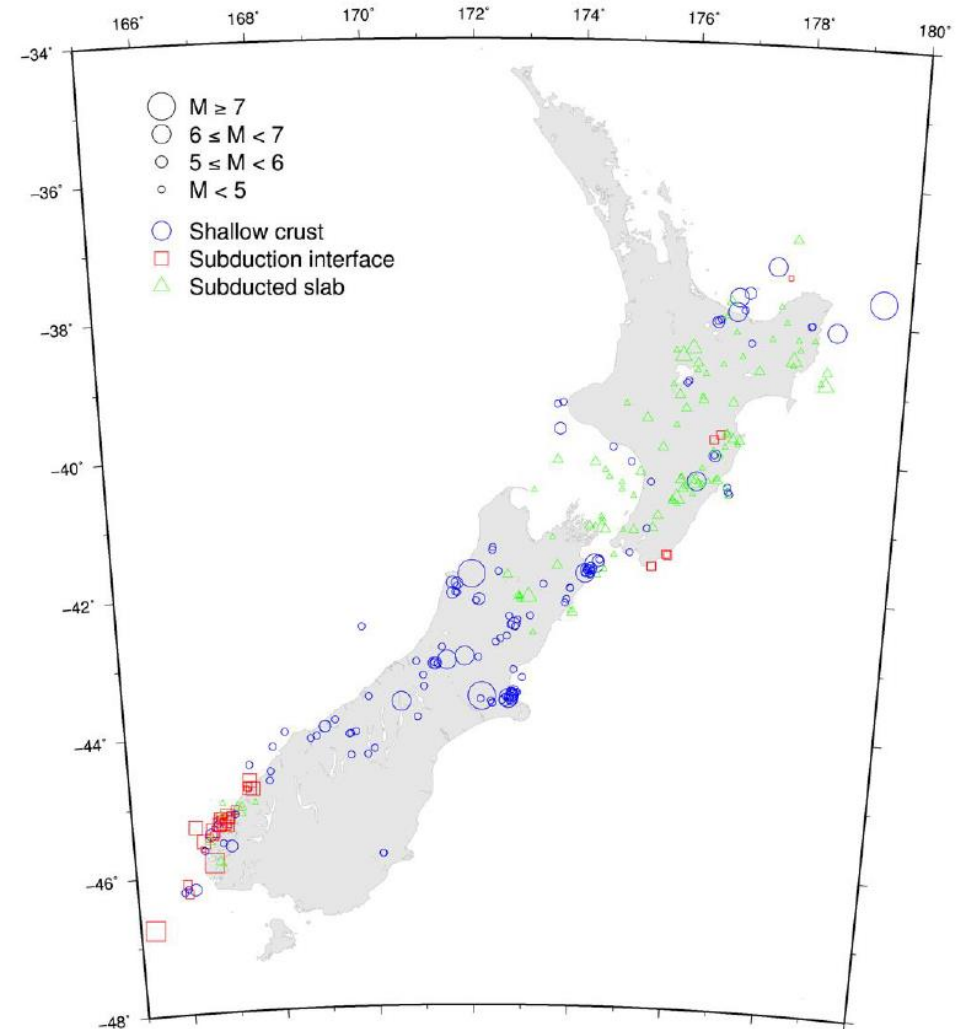 166° 168° 170° 172° 174° 176° 178° 180°
−34°
M ≥ 7
6 ≤ M < 7
5 ≤ M < 6
M < 5
−36°
Shallow crust
Subduction interface
Subducted slab
−38°
−40°
−42°
−44°
−46°
−48°